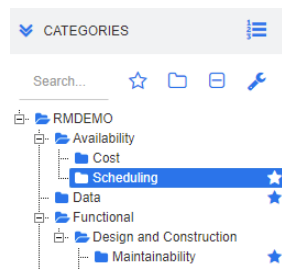 CATEGORIES
Search...
RMDEMO
Availability
Cost
Scheduling
Data
Functional
Design and Construction
Maintainability